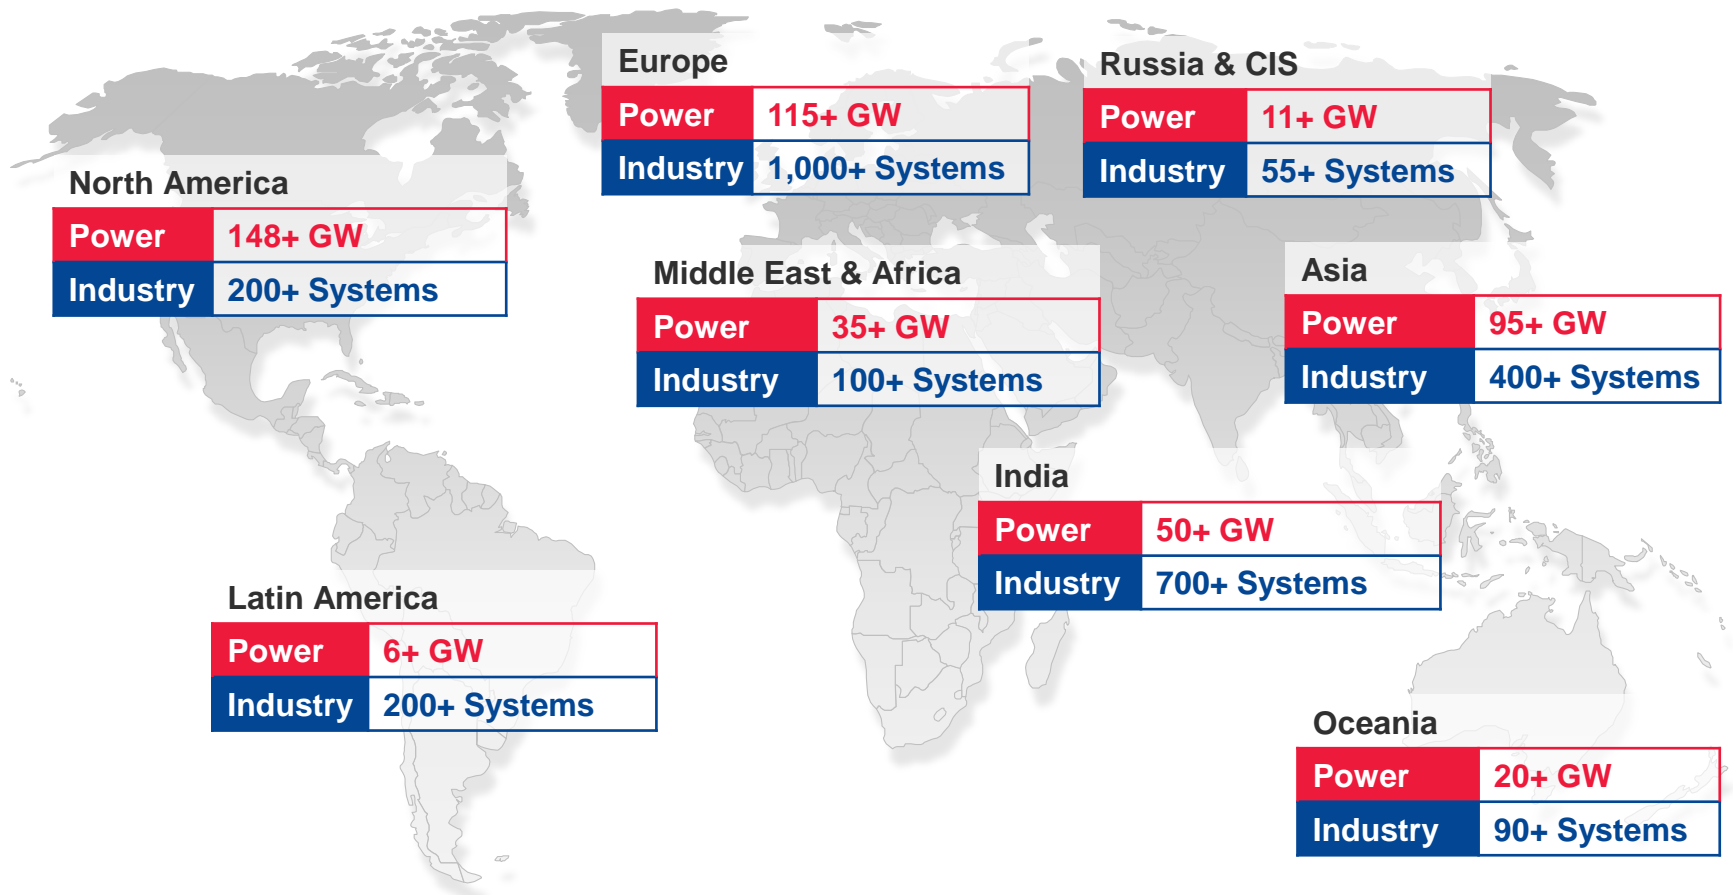 Europe
Power 115+ GW
Industry 1,000+ Systems
Russia & CIS
Power 11+ GW
Industry 55+ Systems
North America
Power 148+ GW
Industry 200+ Systems
Middle East & Africa
Power 35+ GW
Industry 100+ Systems
Asia
Power 95+ GW
Industry 400+ Systems
India
Power 50+ GW
Industry 700+ Systems
Latin America
Power 6+ GW
Industry 200+ Systems
Oceania
Power 20+ GW
Industry 90+ Systems